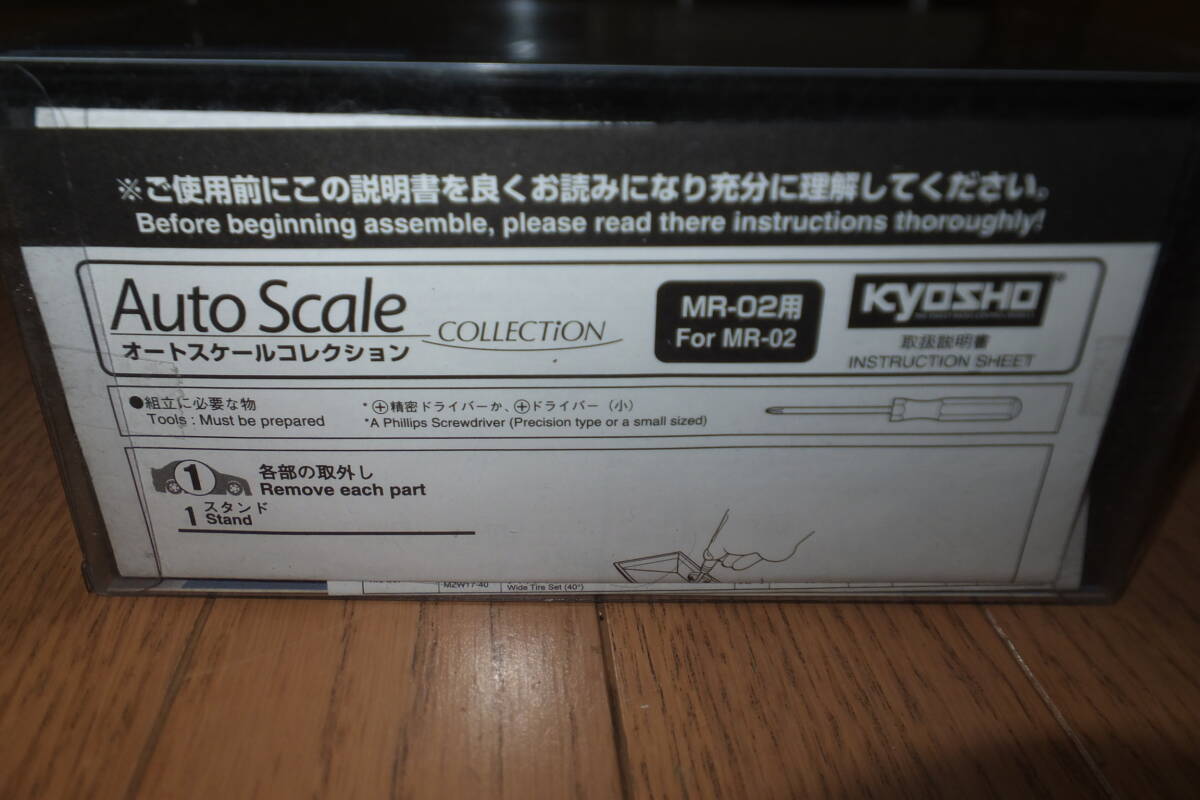 ※ご使用前にこの説明書を良くお読みになり充分に理解してください。
Before beginning assemble, please read there instructions thoroughly!
Auto Scale COLLECTiON
オートスケールコレクション
MR-02用
For MR-02
KYOSHO
取扱説明書
INSTRUCTION SHEET
●組立に必要な物
Tools : Must be prepared
*⊕精密ドライバーか、⊕ドライバー（小）
*A Phillips Screwdriver (Precision type or a small sized)
1 各部の取外し
Remove each part
1 スタンド
Stand
MZW17-40
Wide Tire Set (40°)